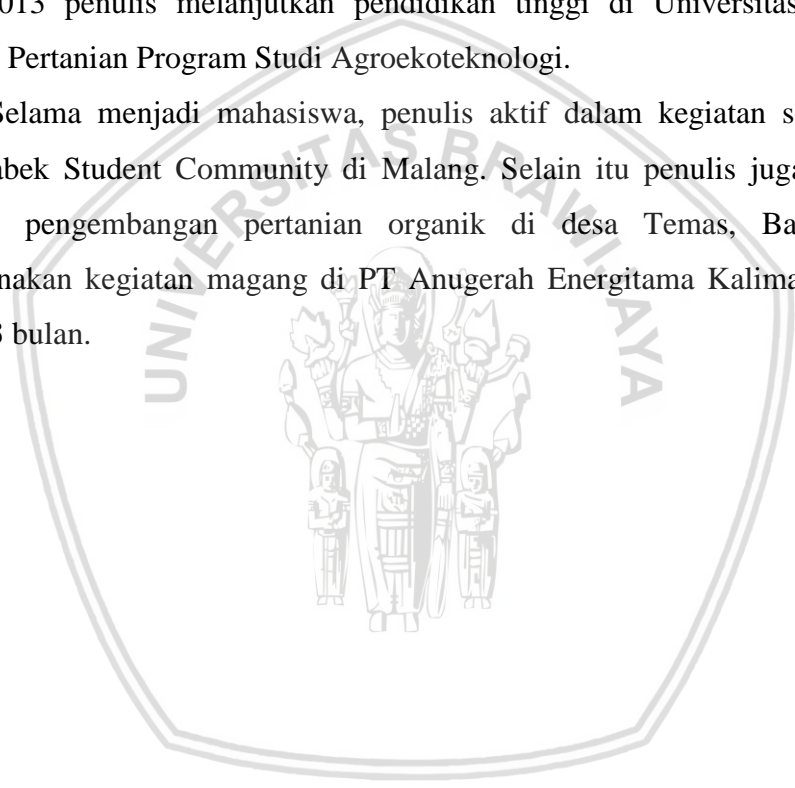 013 penulis melanjutkan pendidikan tinggi di Universitas
Pertanian Program Studi Agroekoteknologi.
Selama menjadi mahasiswa, penulis aktif dalam kegiatan s
abek Student Community di Malang. Selain itu penulis juga
pengembangan pertanian organik di desa Temas, Ba
nakan kegiatan magang di PT Anugerah Energitama Kalima
bulan.
UNIVERSITAS BRAWIJAYA